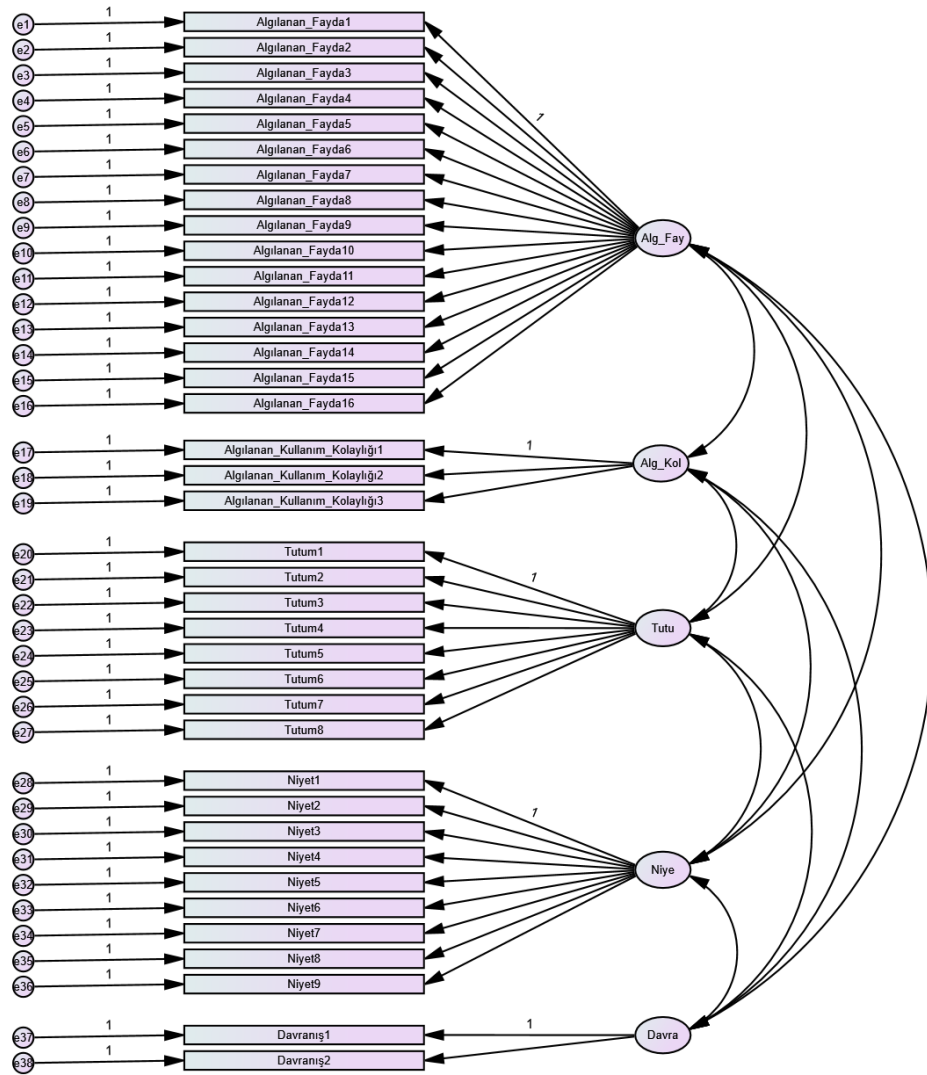 e1 1 Algılanan_Fayda1
e2 1 Algılanan_Fayda2
e3 1 Algılanan_Fayda3
e4 1 Algılanan_Fayda4
e5 1 Algılanan_Fayda5 1
e6 1 Algılanan_Fayda6
e7 1 Algılanan_Fayda7
e8 1 Algılanan_Fayda8
e9 1 Algılanan_Fayda9 Alg_Fay
e10 1 Algılanan_Fayda10
e11 1 Algılanan_Fayda11
e12 1 Algılanan_Fayda12
e13 1 Algılanan_Fayda13
e14 1 Algılanan_Fayda14
e15 1 Algılanan_Fayda15
e16 1 Algılanan_Fayda16
e17 1 Algılanan_Kullanım_Kolaylığı1 1 Alg_Kol
e18 1 Algılanan_Kullanım_Kolaylığı2
e19 1 Algılanan_Kullanım_Kolaylığı3
e20 1 Tutum1
e21 1 Tutum2 1
e22 1 Tutum3
e23 1 Tutum4 Tutu
e24 1 Tutum5
e25 1 Tutum6
e26 1 Tutum7
e27 1 Tutum8
e28 1 Niyet1
e29 1 Niyet2 1
e30 1 Niyet3
e31 1 Niyet4 Niye
e32 1 Niyet5
e33 1 Niyet6
e34 1 Niyet7
e35 1 Niyet8
e36 1 Niyet9
e37 1 Davranış1 1 Davra
e38 1 Davranış2